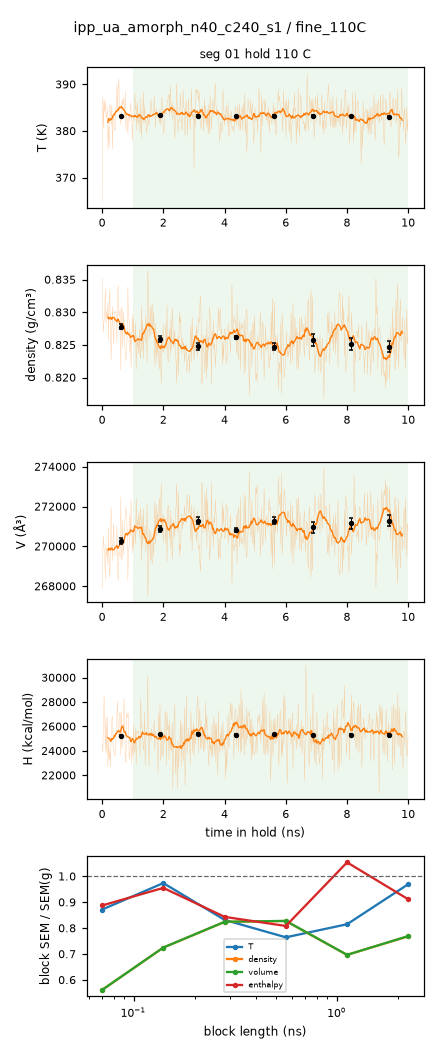 ipp_ua_amorph_n40_c240_s1 / fine_110C
seg 01 hold 110 C
T (K)
390
380
370
0 2 4 6 8 10
density (g/cm³)
0.835
0.830
0.825
0.820
0 2 4 6 8 10
V (Å³)
274000
272000
270000
268000
0 2 4 6 8 10
H (kcal/mol)
30000
28000
26000
24000
22000
0 2 4 6 8 10
time in hold (ns)
block SEM / SEM(g)
1.0
0.9
0.8
0.7
0.6
T
density
volume
enthalpy
10⁻¹ 10⁰
block length (ns)